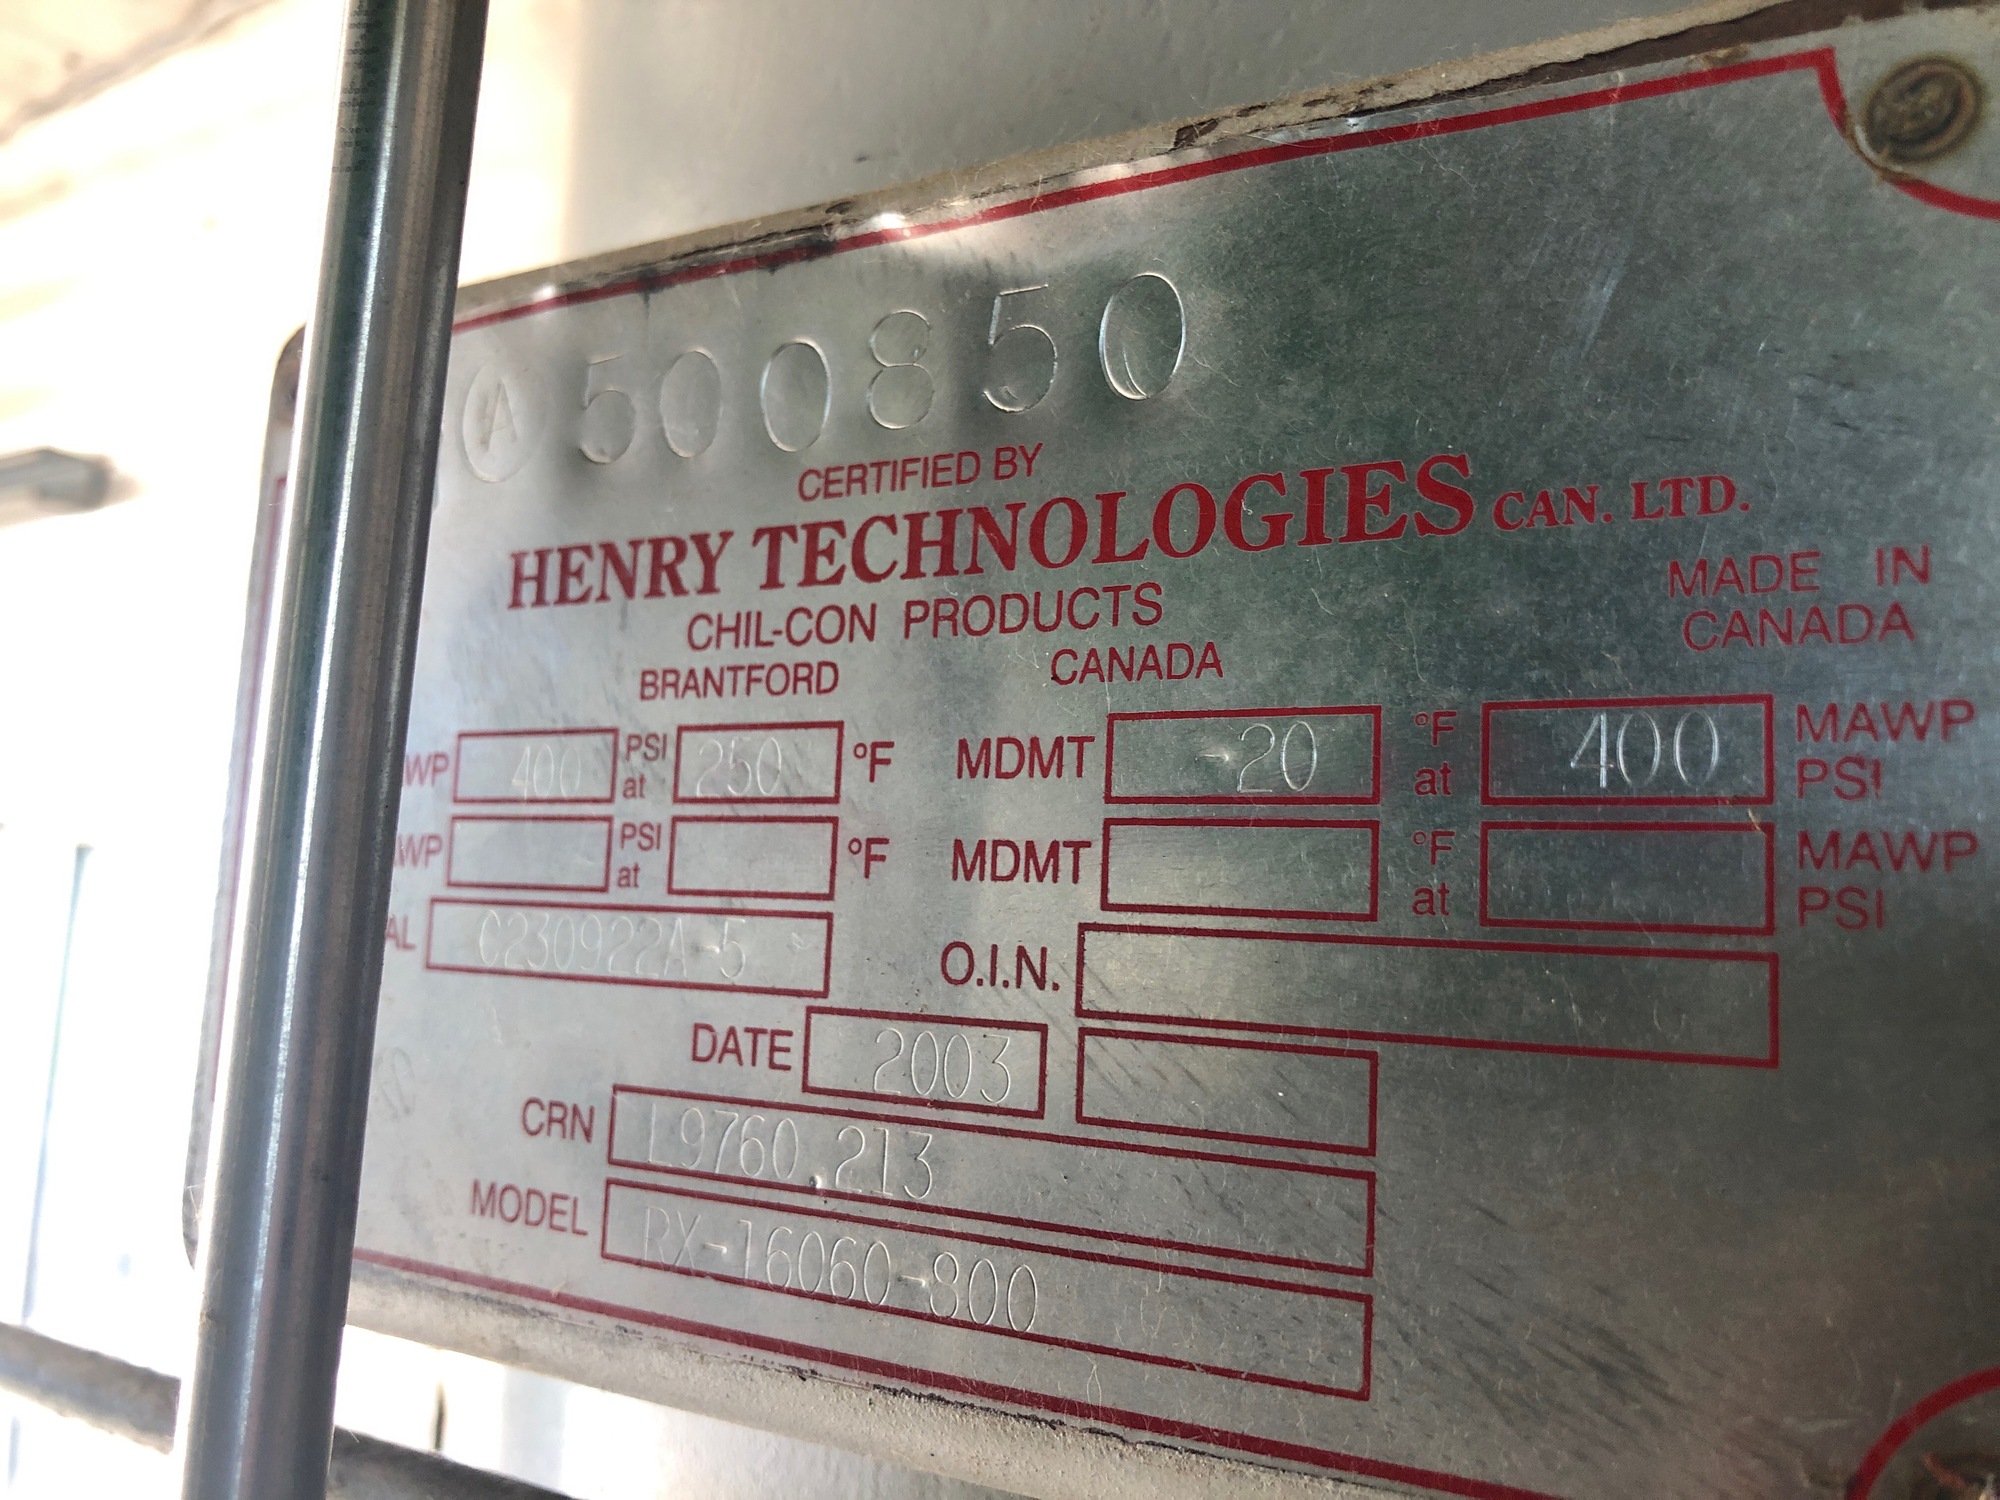 A 500850
CERTIFIED BY
HENRY TECHNOLOGIES CAN. LTD.
CHIL-CON PRODUCTS
BRANTFORD CANADA
MADE IN
CANADA
WP 400 PSI at 250 °F MDMT -20 °F at 400 MAWP PSI
WP PSI at °F MDMT °F at MAWP PSI
AL C230922A-5 O.I.N.
DATE 2003
CRN L9760.213
MODEL RX-16060-800